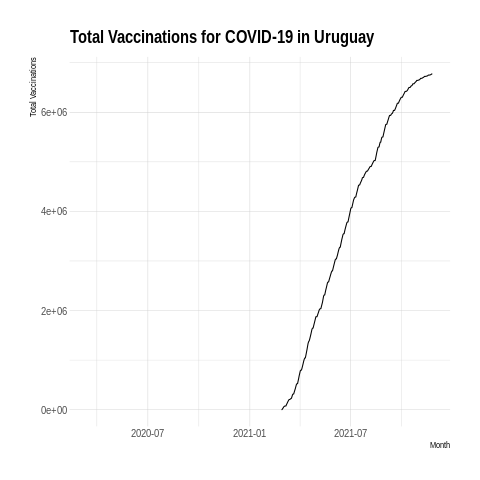 Total Vaccinations for COVID-19 in Uruguay
Total Vaccinations
6e+06
4e+06
2e+06
0e+00
2020-07 2021-01 2021-07
Month